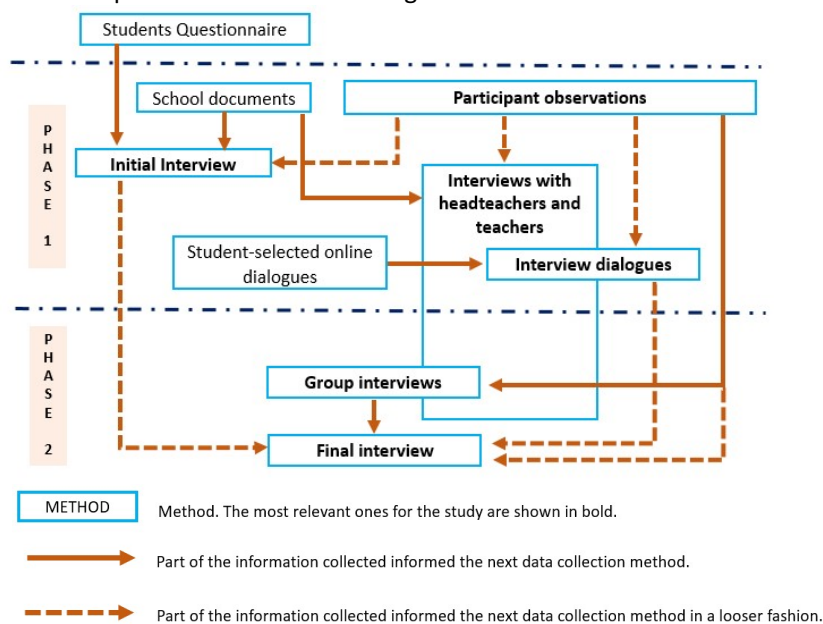 Students Questionnaire
School documents
Participant observations
P
H
A
S
E
1
Initial Interview
Interviews with
headteachers and
teachers
Student-selected online
dialogues
Interview dialogues
P
H
A
S
E
2
Group interviews
Final interview
METHOD
Method. The most relevant ones for the study are shown in bold.
Part of the information collected informed the next data collection method.
Part of the information collected informed the next data collection method in a looser fashion.